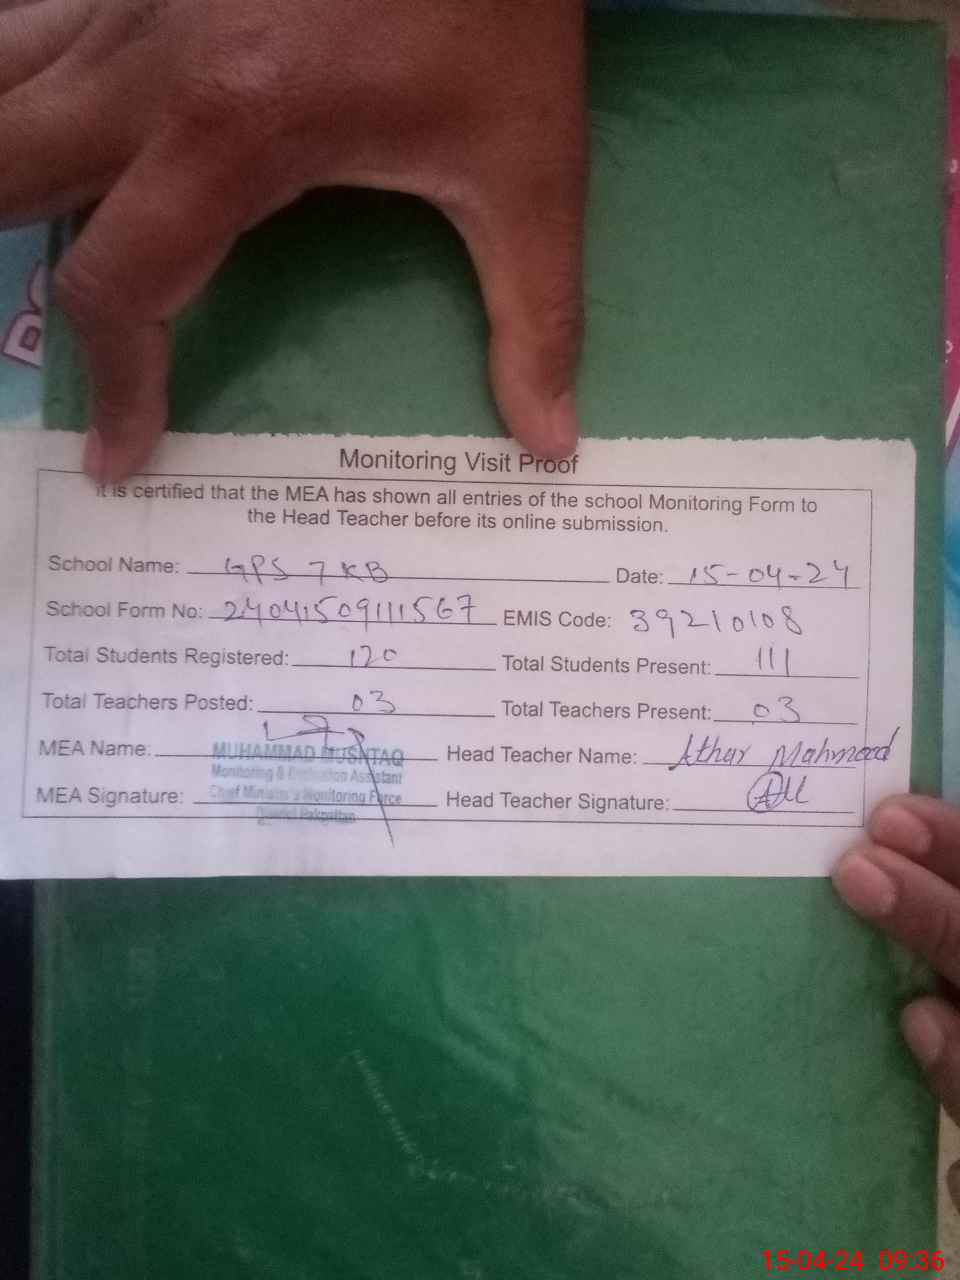 Monitoring Visit Proof
It is certified that the MEA has shown all entries of the school Monitoring Form to
the Head Teacher before its online submission.
School Name: GPS 7 KB Date: 15-04-24
School Form No: 2404150911567 EMIS Code: 39210108
Total Students Registered: 120 Total Students Present: 111
Total Teachers Posted: 03 Total Teachers Present: 03
MEA Name: MUHAMMAD MUSHTAQ Head Teacher Name: Athar Mahmood
Monitoring & Evaluation Assistant
MEA Signature: Chief Minister's Monitoring Force Head Teacher Signature: AM
District Pakpattan
15-04-24 09:36